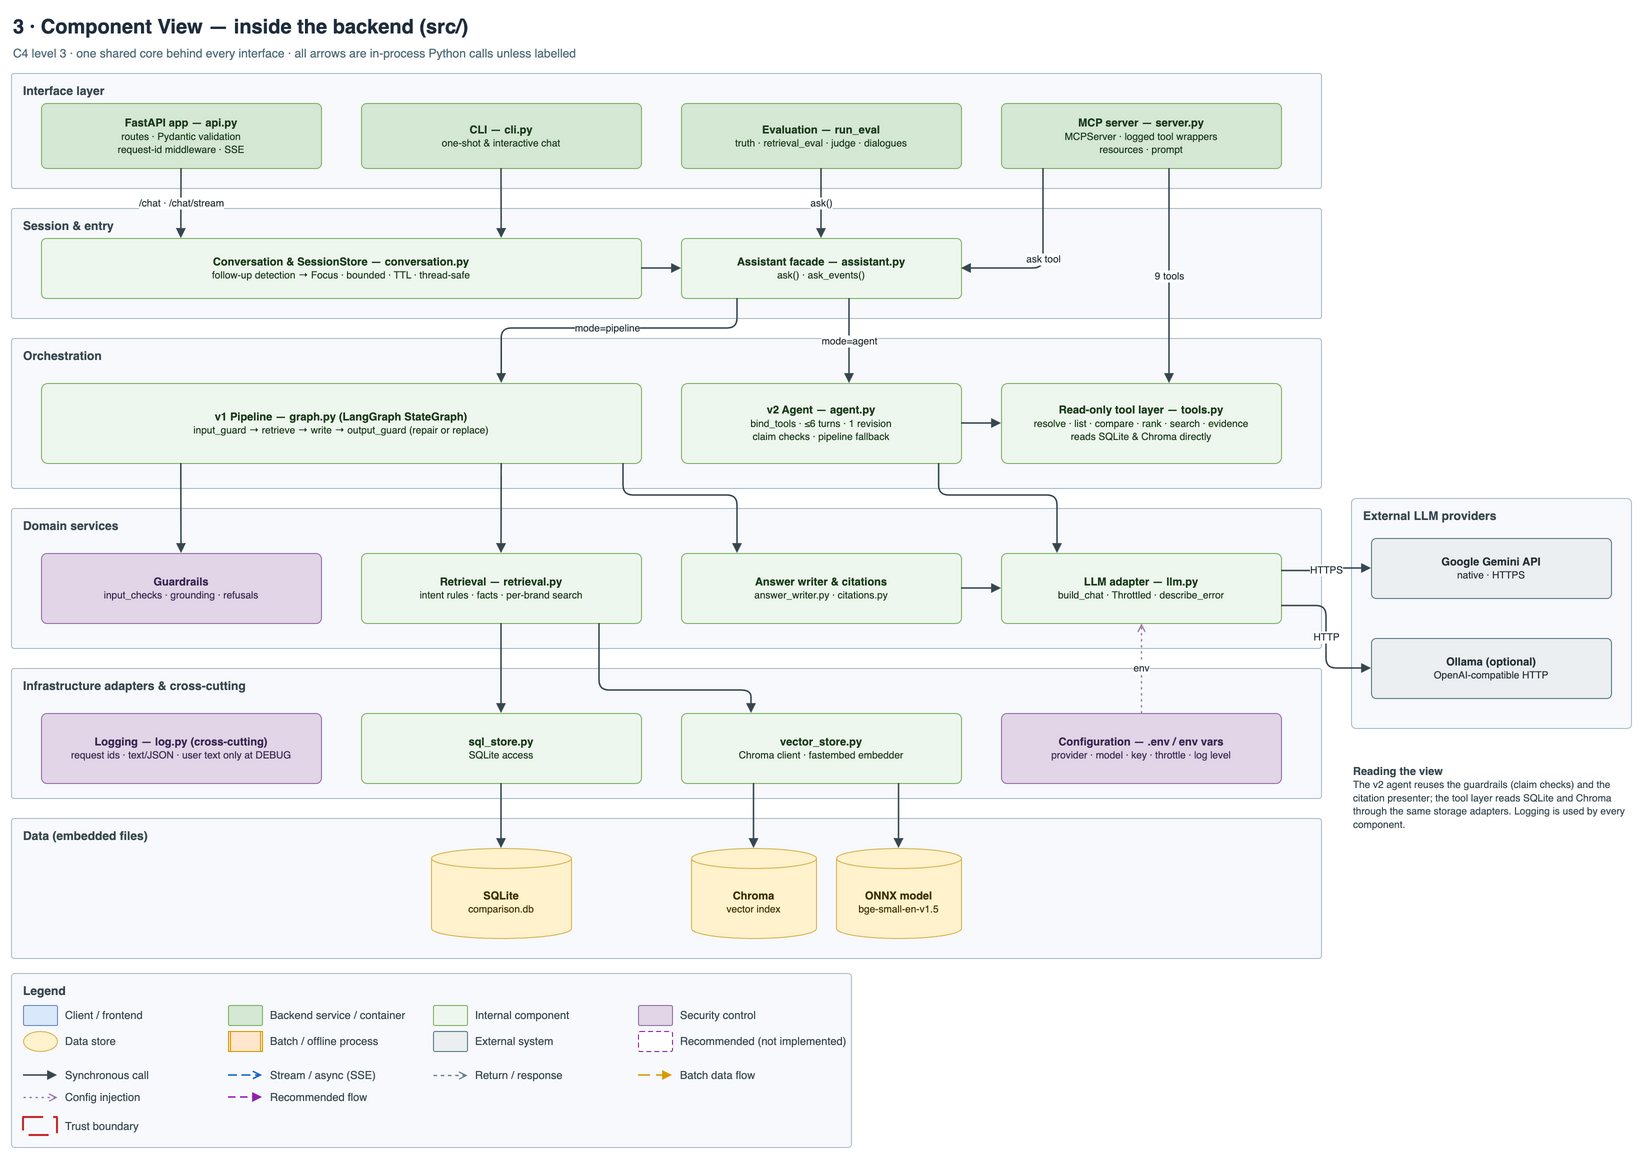 3 · Component View — inside the backend (src/)
C4 level 3 · one shared core behind every interface · all arrows are in-process Python calls unless labelled
Interface layer
FastAPI app — api.py
routes · Pydantic validation
request-id middleware · SSE
CLI — cli.py
one-shot & interactive chat
Evaluation — run_eval
truth · retrieval_eval · judge · dialogues
MCP server — server.py
MCPServer · logged tool wrappers
resources · prompt
/chat · /chat/stream
ask()
Session & entry
Conversation & SessionStore — conversation.py
follow-up detection → Focus · bounded · TTL · thread-safe
Assistant facade — assistant.py
ask() · ask_events()
ask tool
9 tools
mode=pipeline
mode=agent
Orchestration
v1 Pipeline — graph.py (LangGraph StateGraph)
input_guard → retrieve → write → output_guard (repair or replace)
v2 Agent — agent.py
bind_tools · ≤6 turns · 1 revision
claim checks · pipeline fallback
Read-only tool layer — tools.py
resolve · list · compare · rank · search · evidence
reads SQLite & Chroma directly
Domain services
Guardrails
input_checks · grounding · refusals
Retrieval — retrieval.py
intent rules · facts · per-brand search
Answer writer & citations
answer_writer.py · citations.py
LLM adapter — llm.py
build_chat · Throttled · describe_error
External LLM providers
Google Gemini API
native · HTTPS
HTTPS
HTTP
Ollama (optional)
OpenAI-compatible HTTP
env
Infrastructure adapters & cross-cutting
Logging — log.py (cross-cutting)
request ids · text/JSON · user text only at DEBUG
sql_store.py
SQLite access
vector_store.py
Chroma client · fastembed embedder
Configuration — .env / env vars
provider · model · key · throttle · log level
Reading the view
The v2 agent reuses the guardrails (claim checks) and the
citation presenter; the tool layer reads SQLite and Chroma
through the same storage adapters. Logging is used by every
component.
Data (embedded files)
SQLite
comparison.db
Chroma
vector index
ONNX model
bge-small-en-v1.5
Legend
Client / frontend
Backend service / container
Internal component
Security control
Data store
Batch / offline process
External system
Recommended (not implemented)
Synchronous call
Stream / async (SSE)
Return / response
Batch data flow
Config injection
Recommended flow
Trust boundary